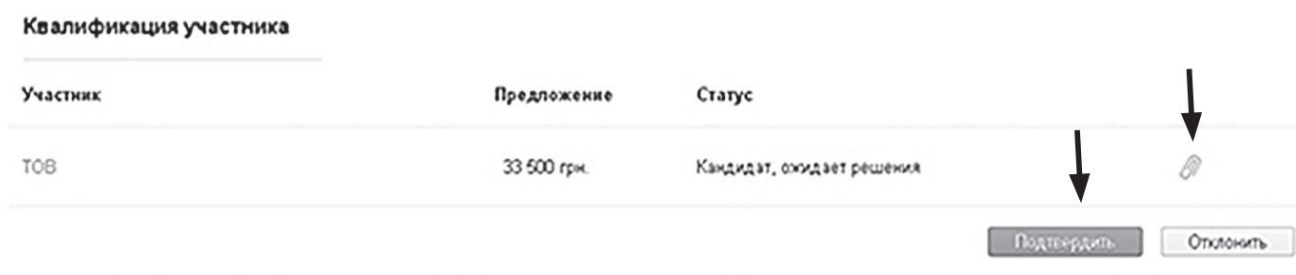 Квалификация участника
Участник Предложение Статус
ТОВ 33 500 грн. Кандидат, ожидает решения
Подтвердить Отклонить